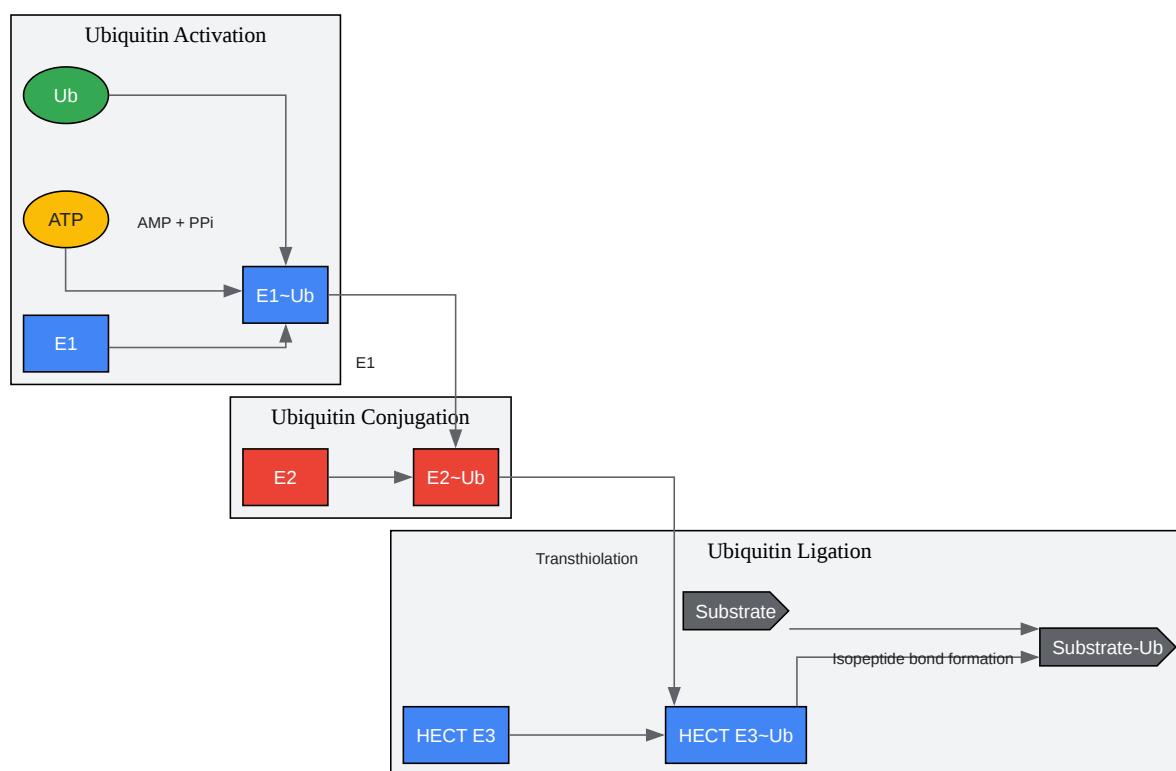 Ubiquitin Activation
Ub
ATP
AMP + PPi
E1~Ub
E1
E1
Ubiquitin Conjugation
E2
E2~Ub
Ubiquitin Ligation
Transthiolation
Substrate
Substrate-Ub
Isopeptide bond formation
HECT E3
HECT E3~Ub